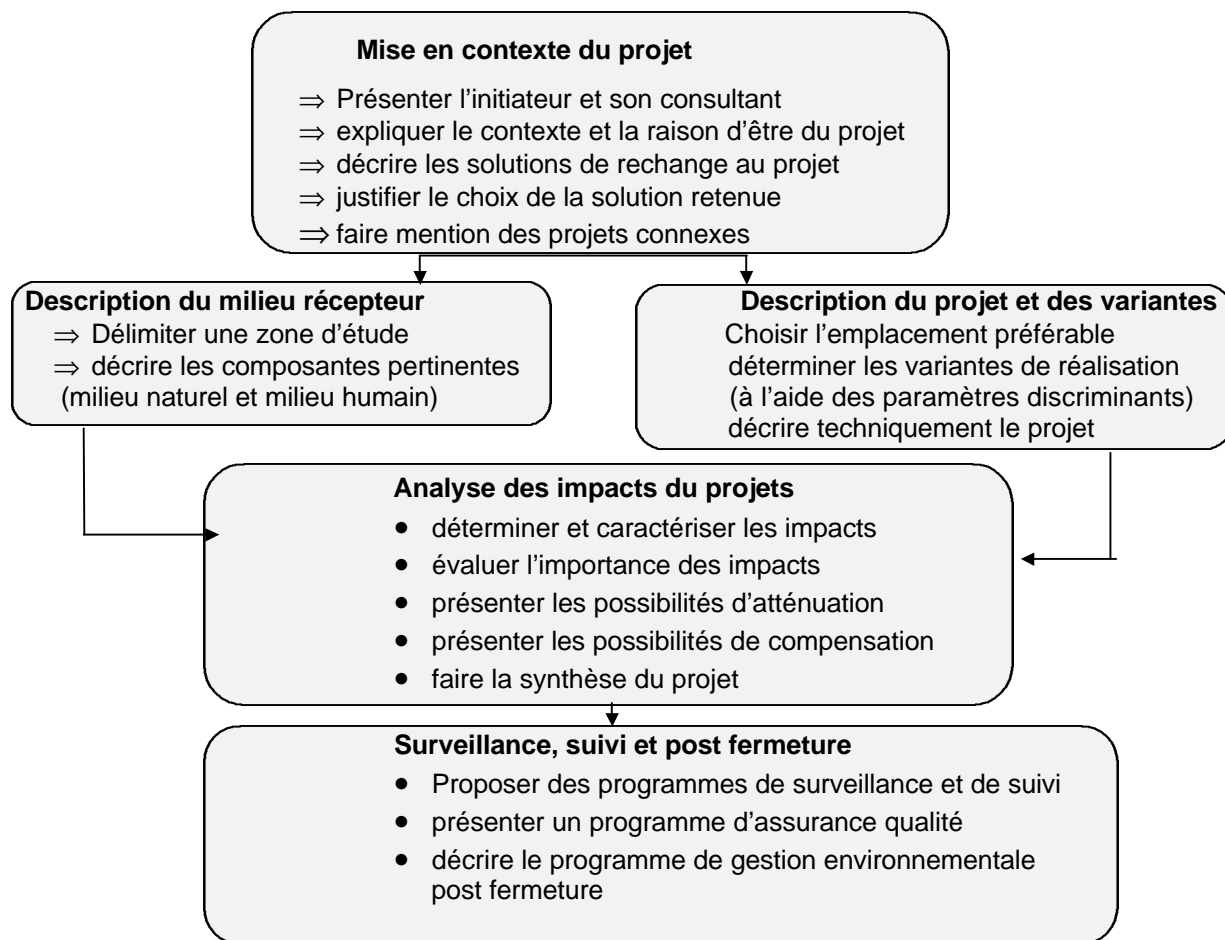 Mise en contexte du projet
⇒ Présenter l’initiateur et son consultant
⇒ expliquer le contexte et la raison d’être du projet
⇒ décrire les solutions de rechange au projet
⇒ justifier le choix de la solution retenue
⇒ faire mention des projets connexes
Description du milieu récepteur
⇒ Délimiter une zone d’étude
⇒ décrire les composantes pertinentes
(milieu naturel et milieu humain)
Description du projet et des variantes
Choisir l’emplacement préférable
déterminer les variantes de réalisation
(à l’aide des paramètres discriminants)
décrire techniquement le projet
Analyse des impacts du projets
• déterminer et caractériser les impacts
• évaluer l’importance des impacts
• présenter les possibilités d’atténuation
• présenter les possibilités de compensation
• faire la synthèse du projet
Surveillance, suivi et post fermeture
• Proposer des programmes de surveillance et de suivi
• présenter un programme d’assurance qualité
• décrire le programme de gestion environnementale
post fermeture